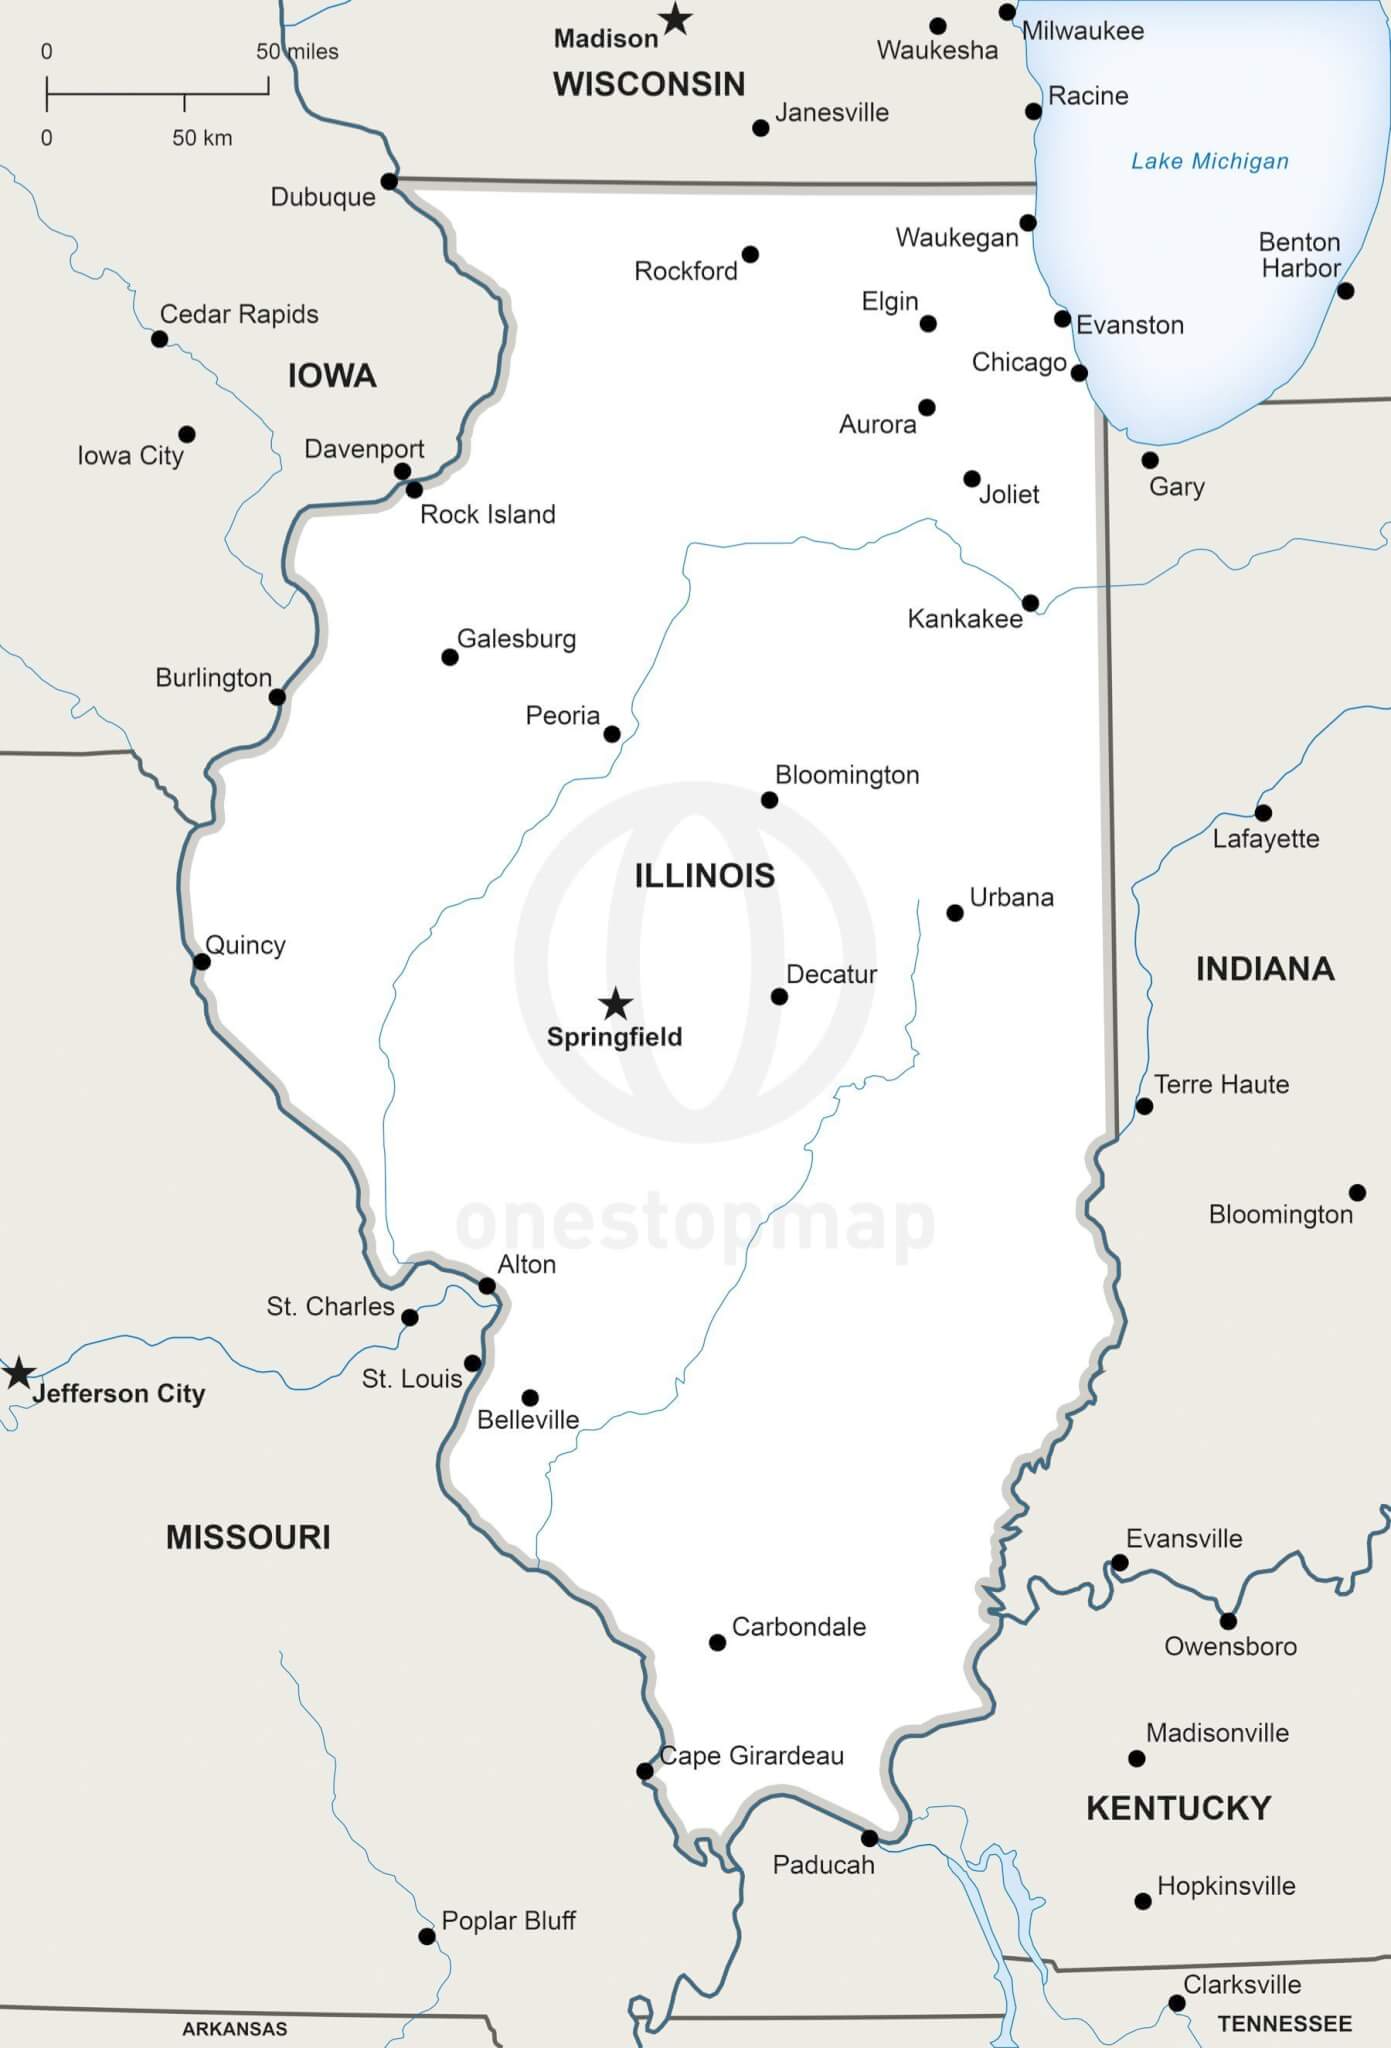 Madison
Milwaukee
Waukesha
0
50 miles
WISCONSIN
Racine
Janesville
0
50 km
Lake Michigan
Dubuque
Waukegan
Benton
Harbor
Rockford
Elgin
Cedar Rapids
Evanston
Chicago
IOWA
Aurora
Davenport
Iowa City
Gary
Joliet
Rock Island
Kankakee
Galesburg
Burlington
Peoria
Bloomington
Lafayette
ILLINOIS
Urbana
Quincy
INDIANA
Decatur
Springfield
Terre Haute
Bloomington
onestopmap
Alton
St. Charles
St. Louis
Jefferson City
Belleville
MISSOURI
Evansville
Carbondale
Owensboro
Madisonville
Cape Girardeau
KENTUCKY
Paducah
Hopkinsville
Poplar Bluff
Clarksville
ARKANSAS
TENNESSEE